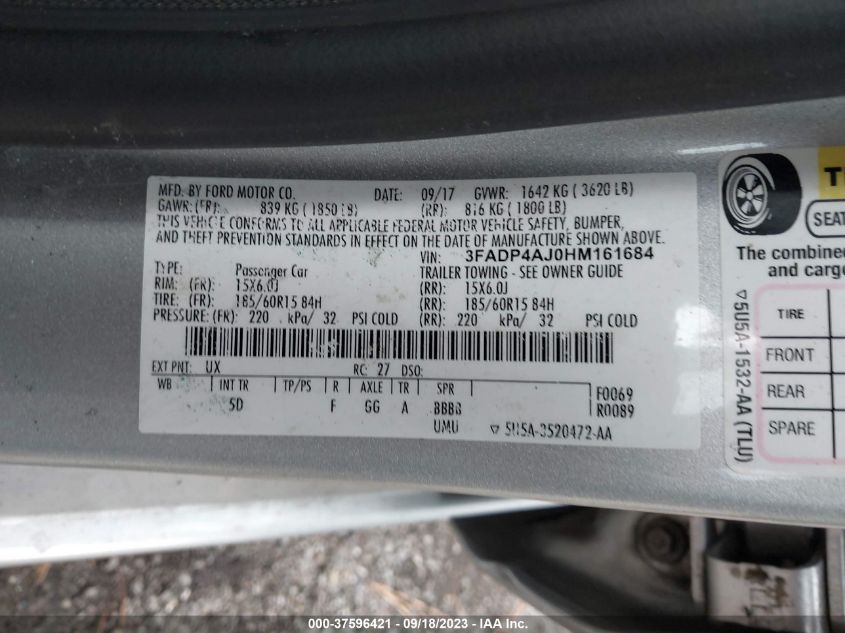 MFD. BY FORD MOTOR CO. DATE: 09/17 GVWR: 1642 KG ( 3620 LB)
GAWR: (FR): 839 KG ( 1850 LB) (RR): 816 KG ( 1800 LB)
THIS VEHICLE CONFORMS TO ALL APPLICABLE FEDERAL MOTOR VEHICLE SAFETY, BUMPER,
AND THEFT PREVENTION STANDARDS IN EFFECT ON THE DATE OF MANUFACTURE SHOWN ABOVE.
VIN: 3FADP4AJ0HM161684
TYPE: Passenger Car TRAILER TOWING - SEE OWNER GUIDE
RIM: (FR): 15X6.0J (RR): 15X6.0J
TIRE: (FR): 185/60R15 84H (RR): 185/60R15 84H
PRESSURE: (FR): 220 kPa/ 32 PSI COLD (RR): 220 kPa/ 32 PSI COLD
EXT PNT: UX RC: 27 DSO:
WB INT TR TP/PS R AXLE TR SPR F0069
5D F GG A BBBB R0089
UMU ▽ 5U5A-3520472-AA
SEAT
The combined
and cargo
TIRE
FRONT
REAR
SPARE
▽5U5A-1532-AA (TLU)
000-37596421 - 09/18/2023 - IAA Holdings, LLC.